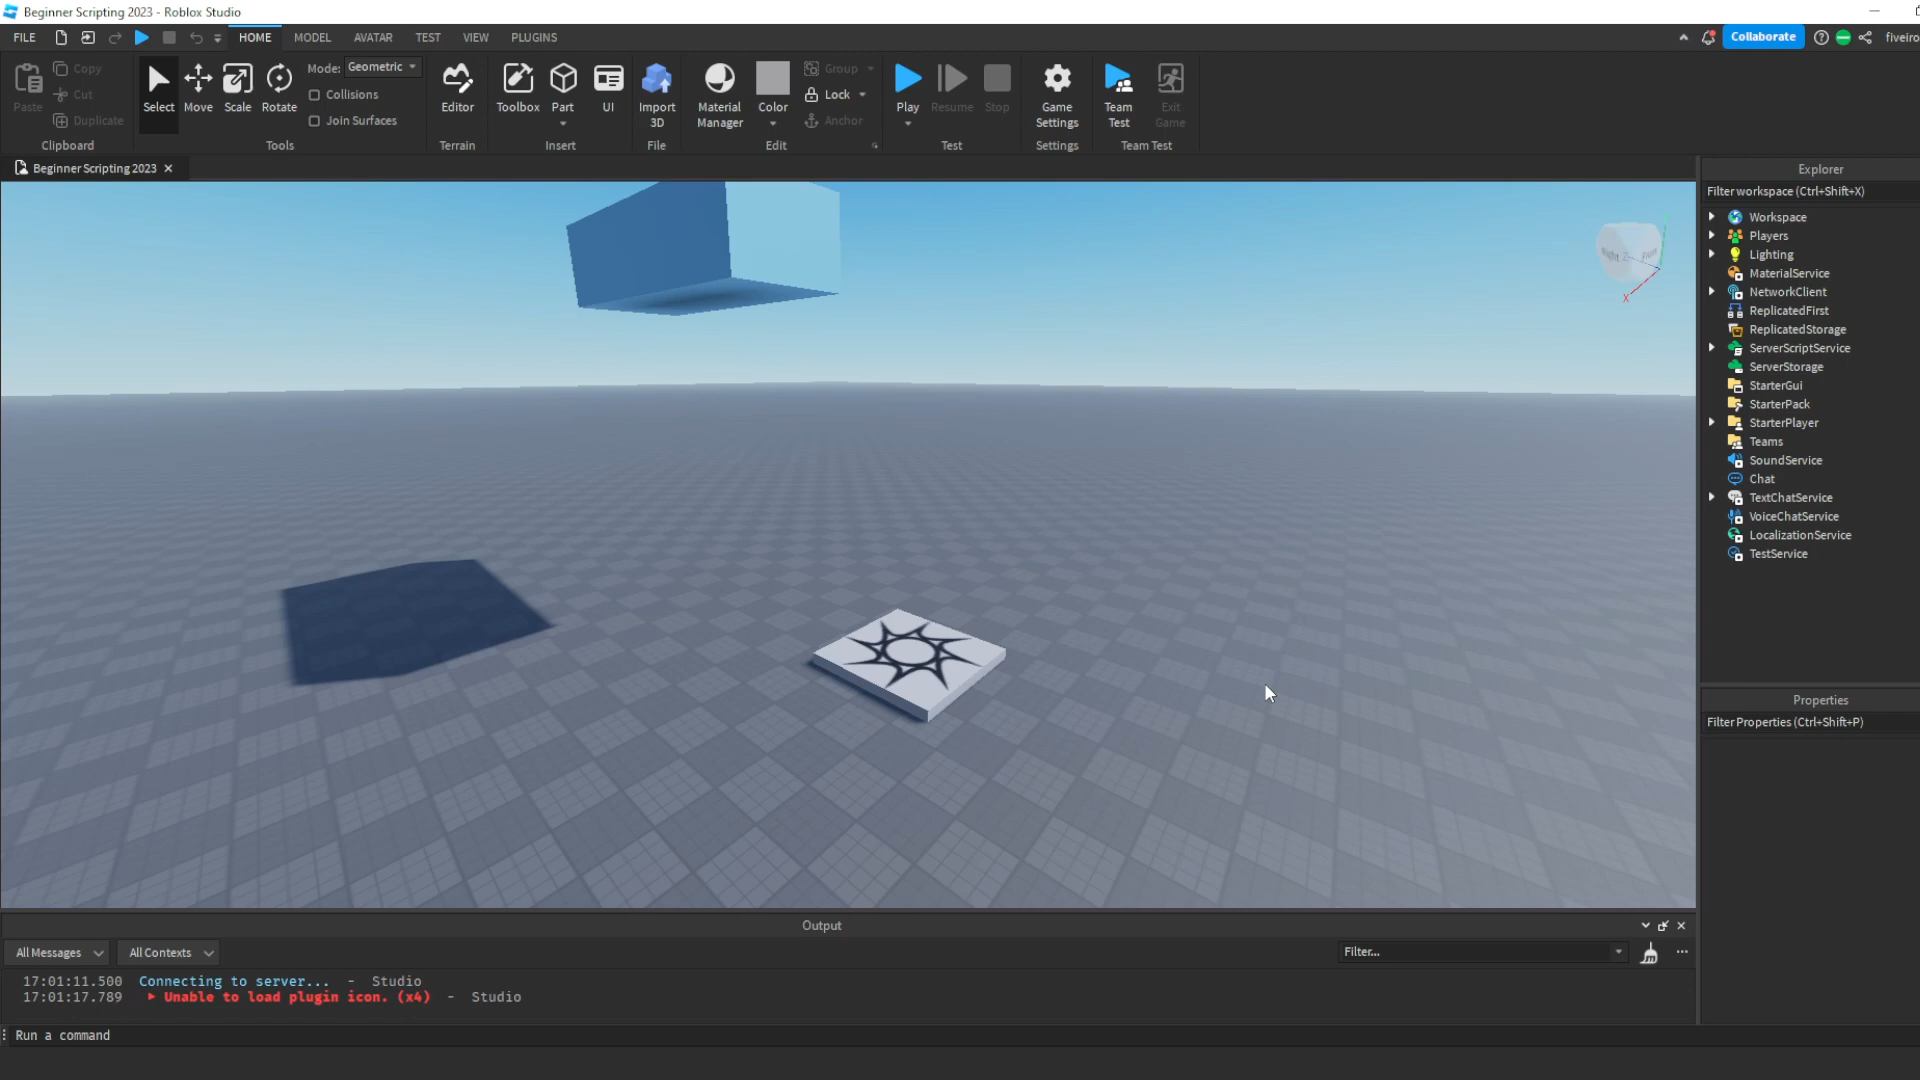 Beginner Scripting 2023 - Roblox Studio
FILE HOME MODEL AVATAR TEST VIEW PLUGINS Collaborate fiveiro
Paste Copy Cut Duplicate
Clipboard
Select Move Scale Rotate
Mode: Geometric
Collisions
Join Surfaces
Tools
Editor
Terrain
Toolbox Part UI
Insert
Import
3D
File
Material
Manager
Color
Group
Lock
Anchor
Edit
Play Resume Stop
Test
Game
Settings
Settings
Team
Test
Exit
Game
Team Test
Beginner Scripting 2023
Explorer
Filter workspace (Ctrl+Shift+X)
Workspace
Players
Lighting
MaterialService
NetworkClient
ReplicatedFirst
ReplicatedStorage
ServerScriptService
ServerStorage
StarterGui
StarterPack
StarterPlayer
Teams
SoundService
Chat
TextChatService
VoiceChatService
LocalizationService
TestService
Right Z
X
Properties
Filter Properties (Ctrl+Shift+P)
Output
All Messages All Contexts Filter...
17:01:11.500 Connecting to server... - Studio
17:01:17.789 Unable to load plugin icon. (x4) - Studio
Run a command